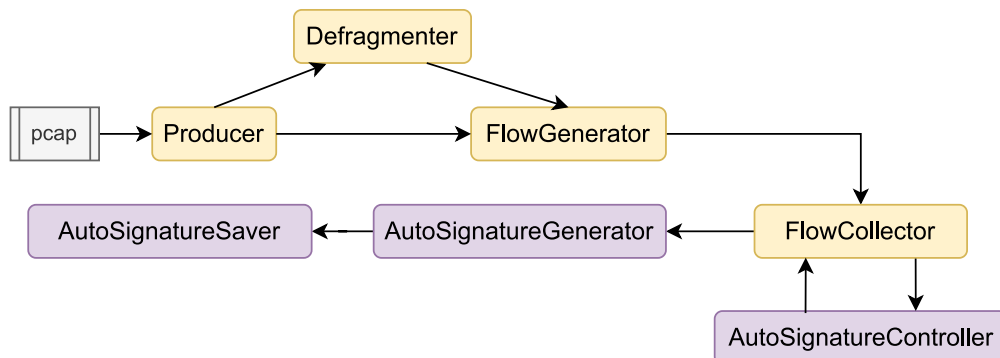 Defragmenter
pcap
Producer
FlowGenerator
AutoSignatureSaver
AutoSignatureGenerator
FlowCollector
AutoSignatureController